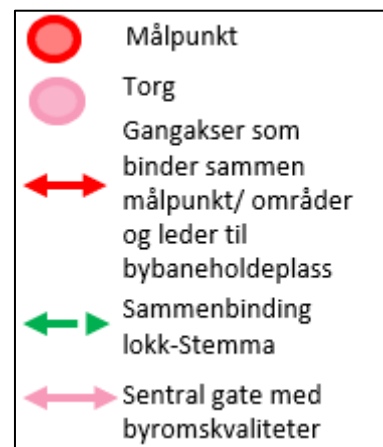 Målpunkt
Torg
Gangakser som
binder sammen
målpunkt/ områder
og leder til
bybaneholdeplass
Sammenbinding
lokk-Stemma
Sentral gate med
byromskvaliteter